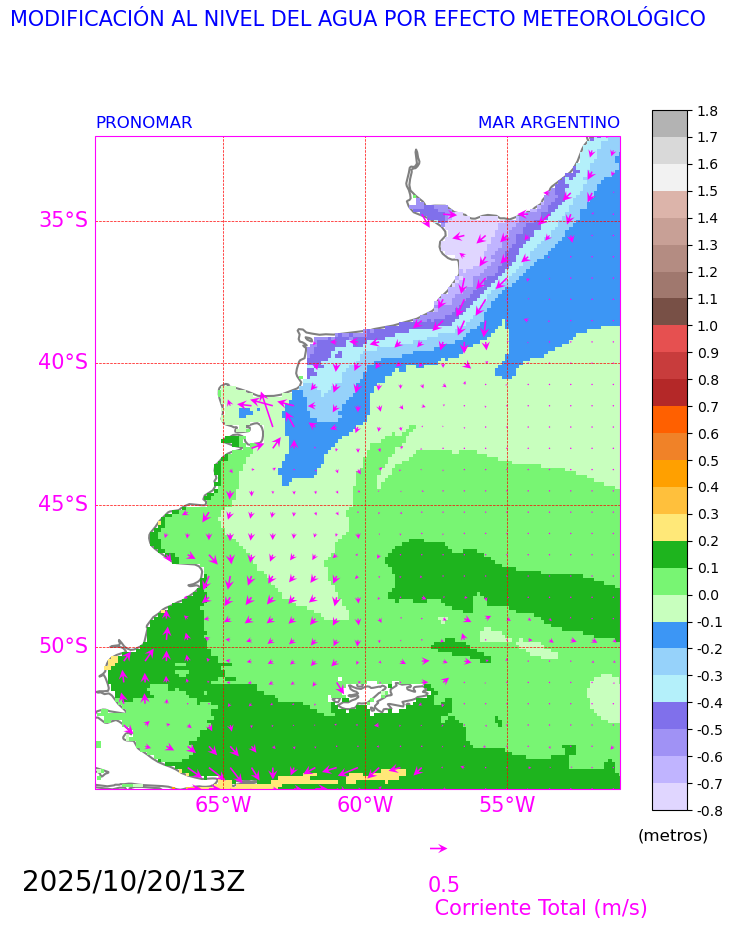 MODIFICACIÓN AL NIVEL DEL AGUA POR EFECTO METEOROLÓGICO
PRONOMAR MAR ARGENTINO
35°S
40°S
45°S
50°S
65°W 60°W 55°W
1.8
1.7
1.6
1.5
1.4
1.3
1.2
1.1
1.0
0.9
0.8
0.7
0.6
0.5
0.4
0.3
0.2
0.1
0.0
-0.1
-0.2
-0.3
-0.4
-0.5
-0.6
-0.7
-0.8
(metros)
2025/10/20/13Z
0.5
Corriente Total (m/s)